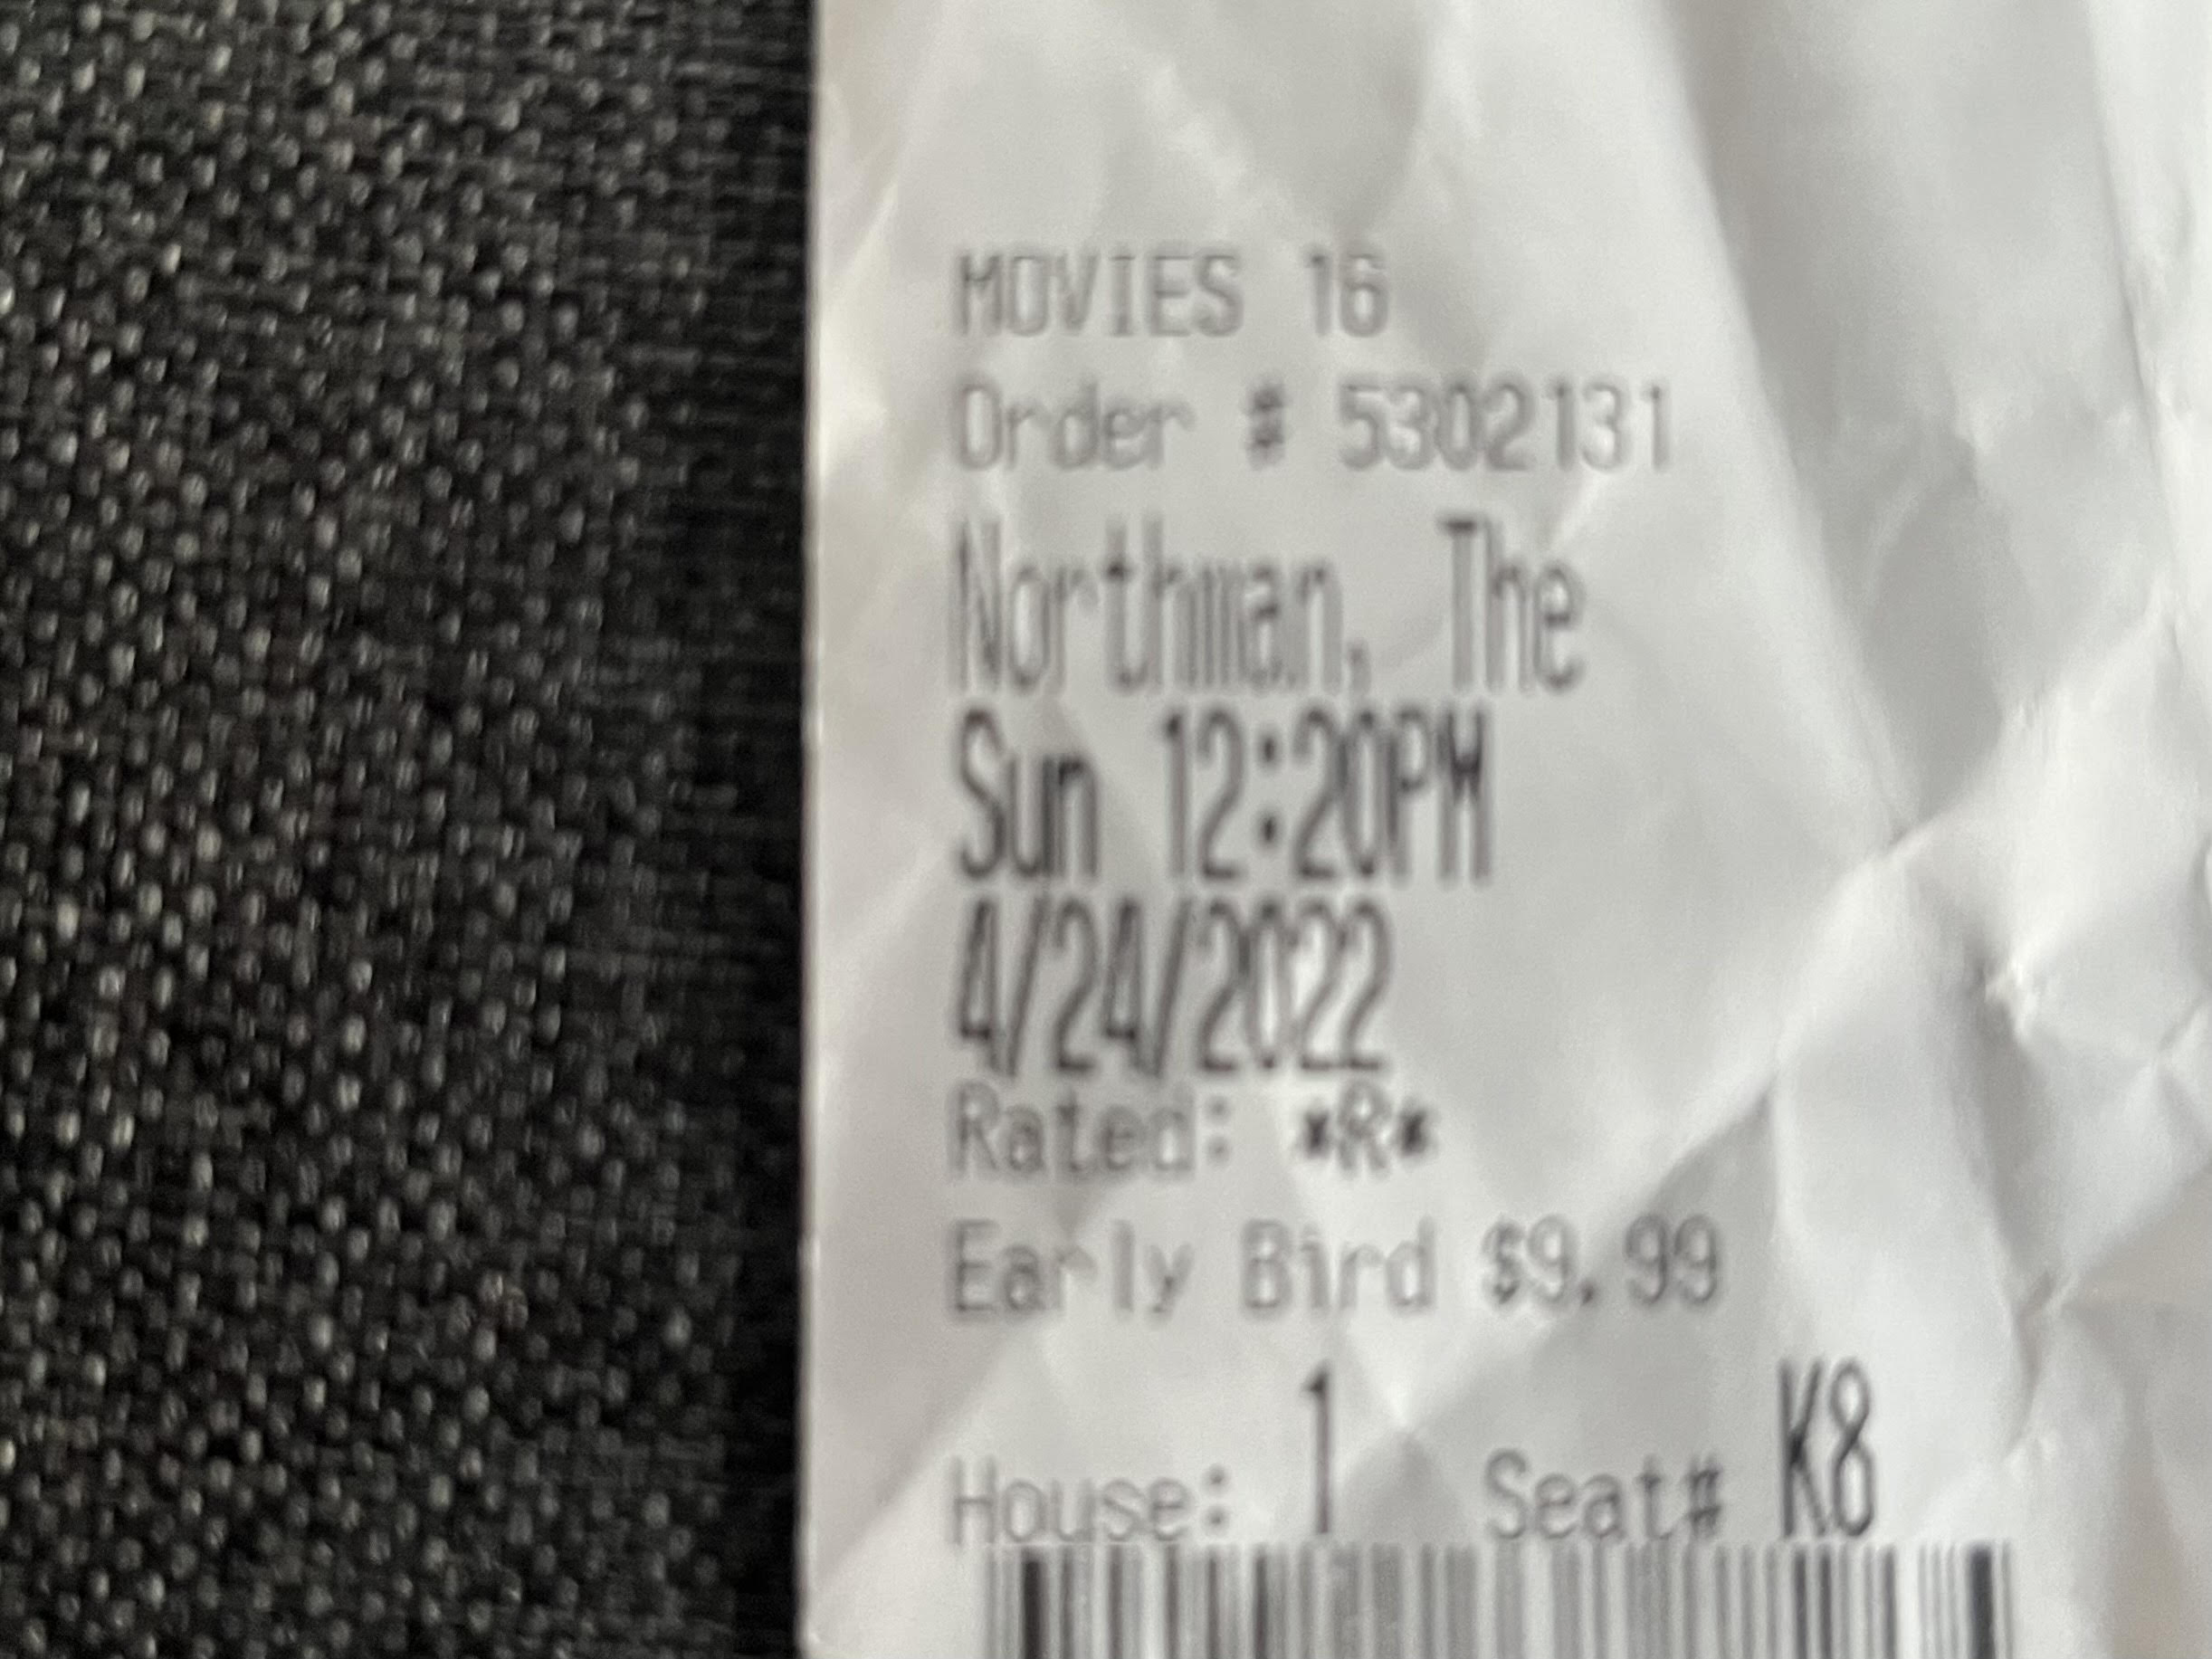 MOVIES 16
Order # 5302131
Northman, The
Sun 12:20PM
4/24/2022
Rated: *R*
Early Bird $9.99
House: 1 Seat# K8